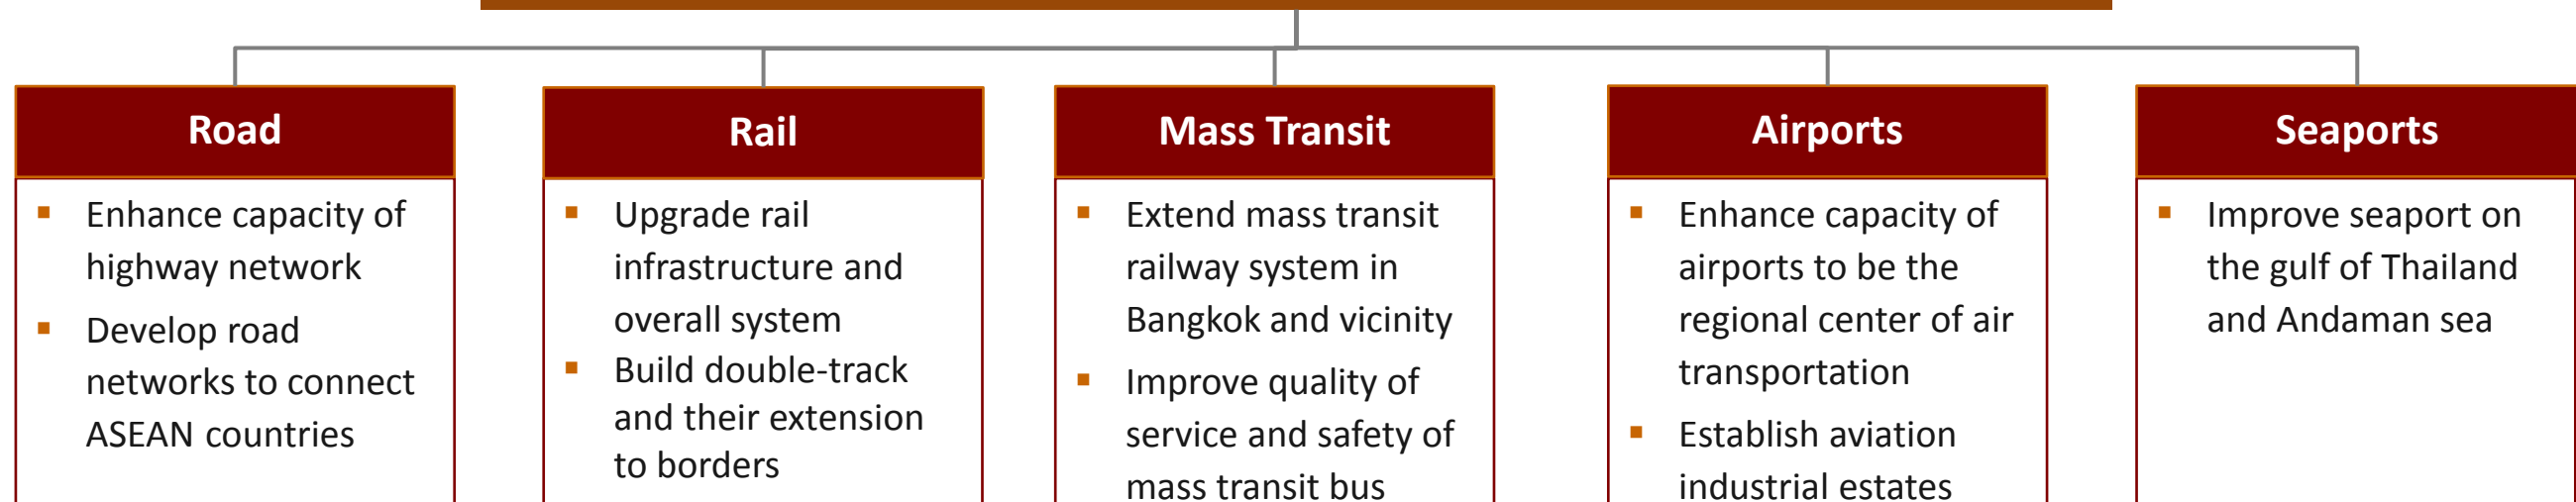 Road
Enhance capacity of
highway network
Develop road
networks to connect
ASEAN countries
Rail
Upgrade rail
infrastructure and
overall system
Build double-track
and their extension
to borders
Mass Transit
Extend mass transit
railway system in
Bangkok and vicinity
Improve quality of
service and safety of
mass transit bus
Airports
Enhance capacity of
airports to be the
regional center of air
transportation
Establish aviation
industrial estates
Seaports
Improve seaport on
the gulf of Thailand
and Andaman sea